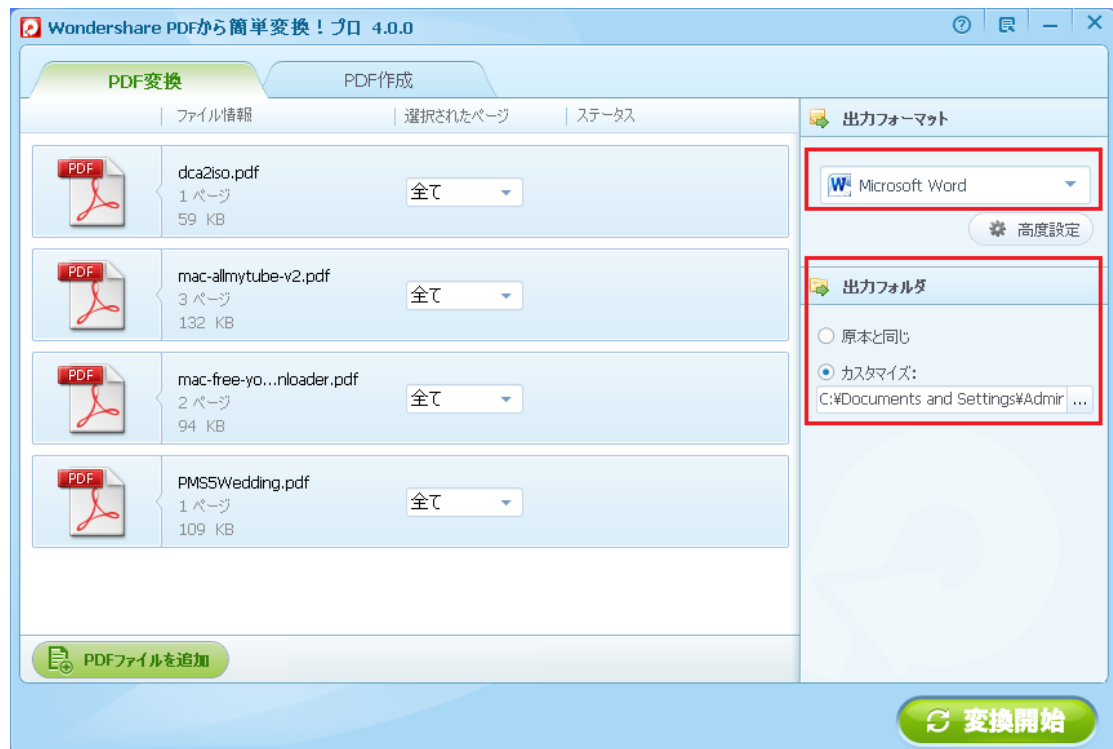 Wondershare PDFから簡単変換！プロ 4.0.0
PDF変換
PDF作成
ファイル情報
選択されたページ
ステータス
PDF
dca2iso.pdf
1 ページ
59 KB
全て
PDF
mac-allmytube-v2.pdf
3 ページ
132 KB
全て
PDF
mac-free-yo...nloader.pdf
2 ページ
94 KB
全て
PDF
PMS5Wedding.pdf
1 ページ
109 KB
全て
PDFファイルを追加
出力フォーマット
Microsoft Word
高度設定
出力フォルダ
原本と同じ
カスタマイズ：
C:¥Documents and Settings¥Admir
...
変換開始